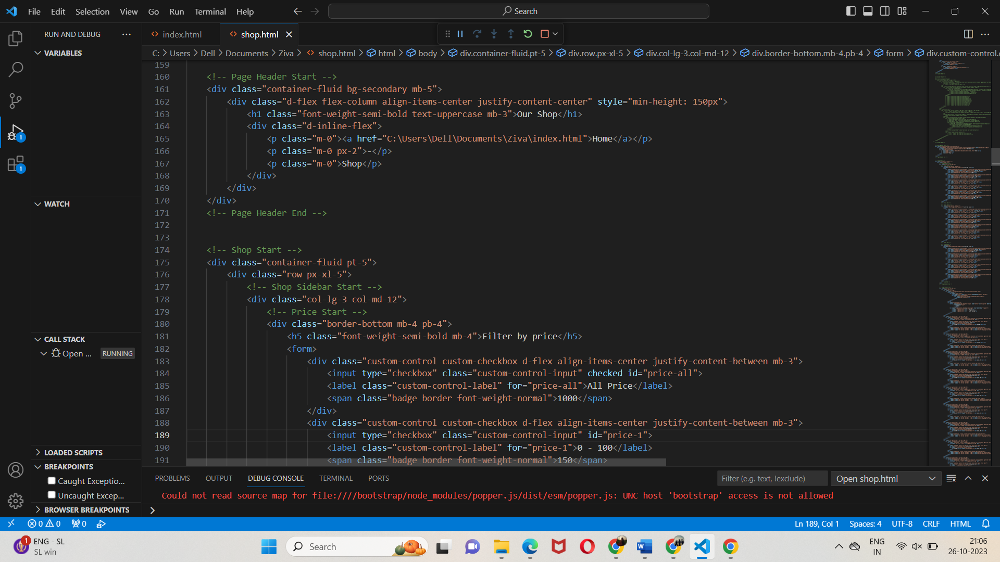 File Edit Selection View Go Run Terminal Help
Search
RUN AND DEBUG
index.html
shop.html
VARIABLES
C: > Users > Dell > Documents > Ziva > shop.html > html > body > div.container-fluid.pt-5 > div.row.px-xl-5 > div.col-lg-3.col-md-12 > div.border-bottom.mb-4.pb-4 > form > div.custom-control.
159
160 <!-- Page Header Start -->
161 <div class="container-fluid bg-secondary mb-5">
162 <div class="d-flex flex-column align-items-center justify-content-center" style="min-height: 150px">
163 <h1 class="font-weight-semi-bold text-uppercase mb-3">Our Shop</h1>
164 <div class="d-inline-flex">
165 <p class="m-0"><a href="C:\Users\Dell\Documents\Ziva\index.html">Home</a></p>
166 <p class="m-0 px-2">-</p>
167 <p class="m-0">Shop</p>
168 </div>
169 </div>
170 </div>
171 <!-- Page Header End -->
172
173
174 <!-- Shop Start -->
175 <div class="container-fluid pt-5">
176 <div class="row px-xl-5">
177 <!-- Shop Sidebar Start -->
178 <div class="col-lg-3 col-md-12">
179 <!-- Price Start -->
180 <div class="border-bottom mb-4 pb-4">
181 <h5 class="font-weight-semi-bold mb-4">Filter by price</h5>
182 <form>
183 <div class="custom-control custom-checkbox d-flex align-items-center justify-content-between mb-3">
184 <input type="checkbox" class="custom-control-input" checked id="price-all">
185 <label class="custom-control-label" for="price-all">All Price</label>
186 <span class="badge border font-weight-normal">1000</span>
187 </div>
188 <div class="custom-control custom-checkbox d-flex align-items-center justify-content-between mb-3">
189 <input type="checkbox" class="custom-control-input" id="price-1">
190 <label class="custom-control-label" for="price-1">0 - 100</label>
191 <span class="badge border font-weight-normal">150</span>
1
1
WATCH
CALL STACK
Open ... RUNNING
LOADED SCRIPTS
BREAKPOINTS
Caught Exceptio...
Uncaught Excep...
BROWSER BREAKPOINTS
PROBLEMS OUTPUT DEBUG CONSOLE TERMINAL PORTS
Filter (e.g. text, !exclude)
Open shop.html
Could not read source map for file:////bootstrap/node_modules/popper.js/dist/esm/popper.js: UNC host 'bootstrap' access is not allowed
>
0 0 0
Ln 189, Col 1 Spaces: 4 UTF-8 CRLF HTML
1
ENG - SL
SL win
Search
ENG
IN
21:06
26-10-2023